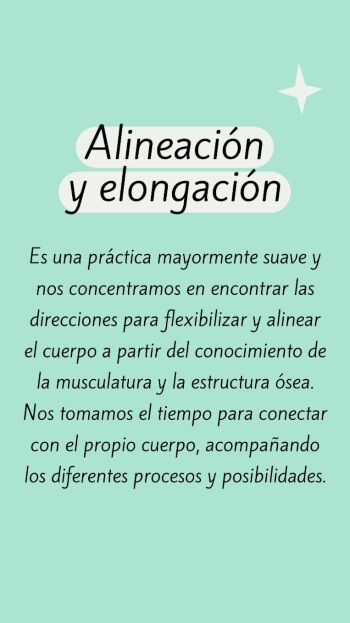 Alineación
y elongación
Es una práctica mayormente suave y
nos concentramos en encontrar las
direcciones para flexibilizar y alinear
el cuerpo a partir del conocimiento de
la musculatura y la estructura ósea.
Nos tomamos el tiempo para conectar
con el propio cuerpo, acompañando
los diferentes procesos y posibilidades.